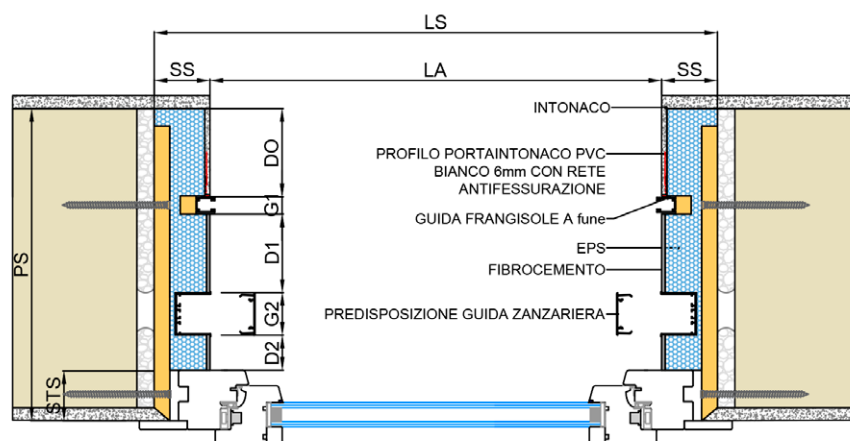 LS
SS
LA
SS
INTONACO
DO
PROFILO PORTAINTONACO PVC
BIANCO 6mm CON RETE
ANTIFESSURAZIONE
G1
GUIDA FRANGISOLE A fune
D1
EPS
PS
FIBROCEMENTO
G2
PREDISPOSIZIONE GUIDA ZANZARIERA
D2
STS